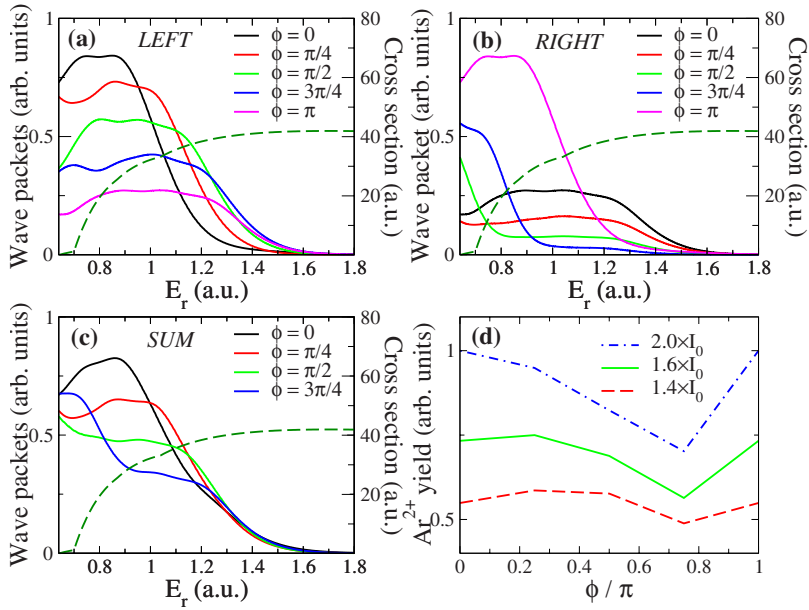 (a)
LEFT
ϕ = 0
ϕ = π/4
ϕ = π/2
ϕ = 3π/4
ϕ = π
Wave packets (arb. units)
Cross section (a.u.)
1
0.5
0
80
60
40
20
0
0.8 1 1.2 1.4 1.6 1.8
E_r (a.u.)
(b)
RIGHT
ϕ = 0
ϕ = π/4
ϕ = π/2
ϕ = 3π/4
ϕ = π
Wave packet (arb. units)
Cross section (a.u.)
1
0.5
0
80
60
40
20
0
0.8 1 1.2 1.4 1.6 1.8
E_r (a.u.)
(c)
SUM
ϕ = 0
ϕ = π/4
ϕ = π/2
ϕ = 3π/4
Wave packets (arb. units)
Cross section (a.u.)
1
0.5
0
80
60
40
20
0
0.8 1 1.2 1.4 1.6 1.8
E_r (a.u.)
(d)
2.0×I₀
1.6×I₀
1.4×I₀
Ar²⁺ yield (arb. units)
1
0.5
0 0.2 0.4 0.6 0.8 1
ϕ / π